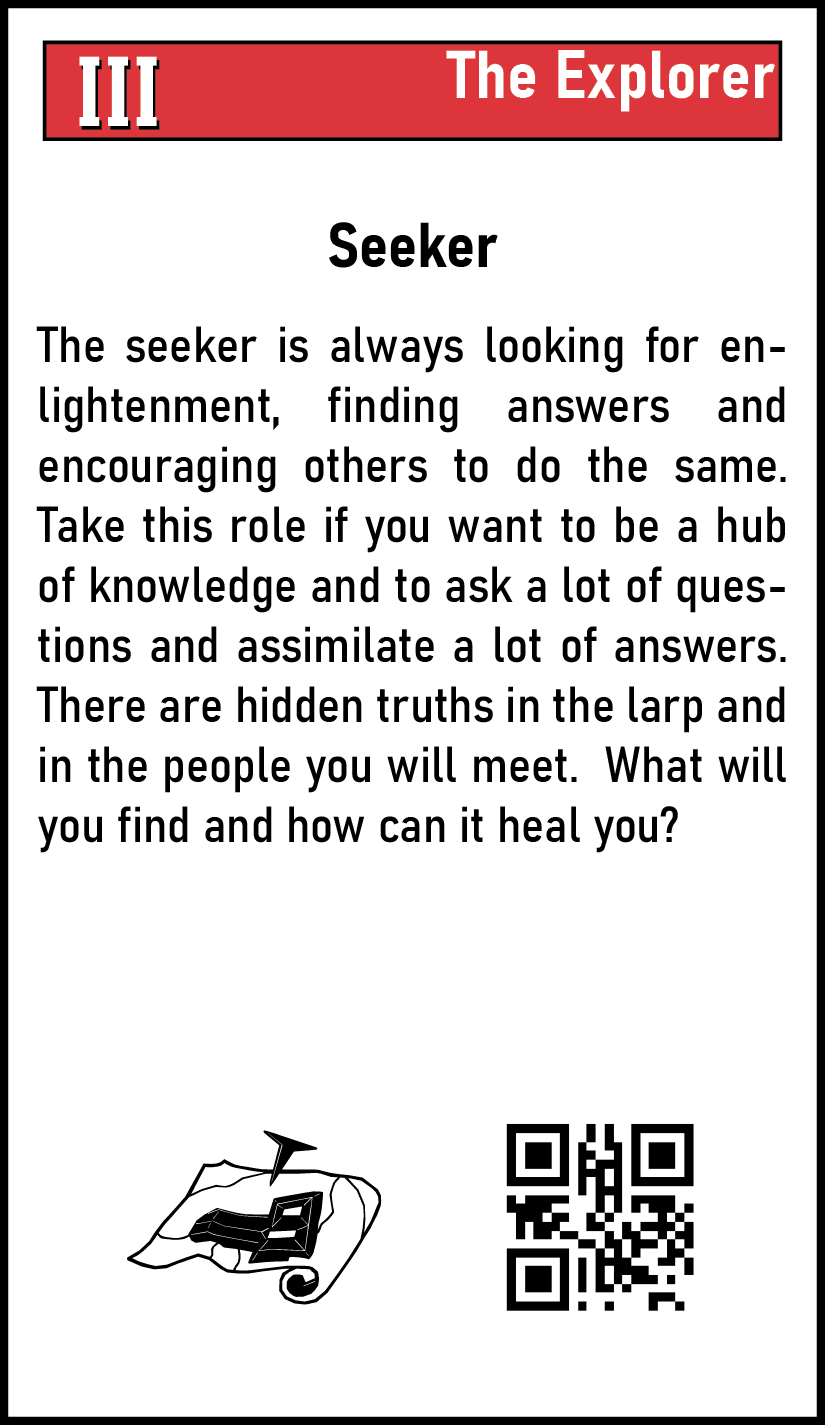 III
The Explorer
Seeker
The seeker is always looking for en-
lightenment, finding answers and
encouraging others to do the same.
Take this role if you want to be a hub
of knowledge and to ask a lot of ques-
tions and assimilate a lot of answers.
There are hidden truths in the larp and
in the people you will meet.  What will
you find and how can it heal you?